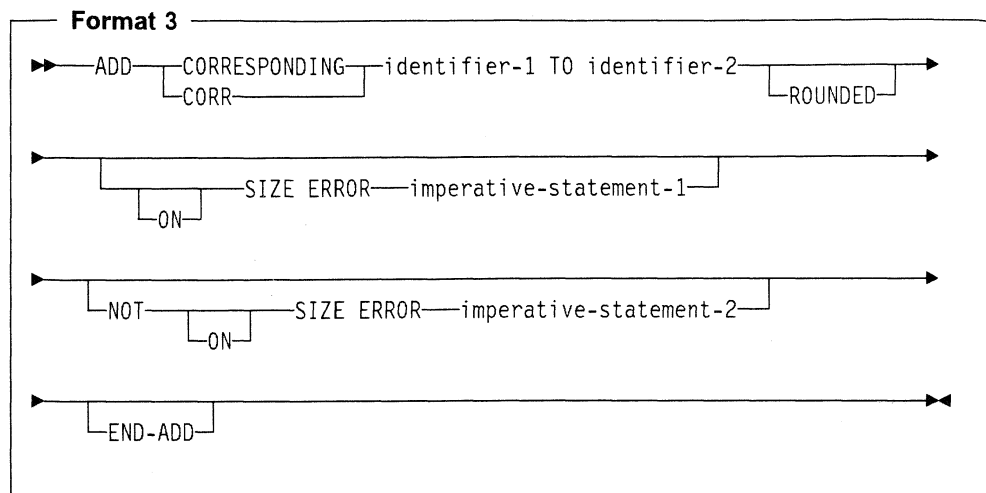 Format 3
ADD CORRESPONDING identifier-1 TO identifier-2
CORR ROUNDED
SIZE ERROR imperative-statement-1
ON
NOT SIZE ERROR imperative-statement-2
ON
END-ADD